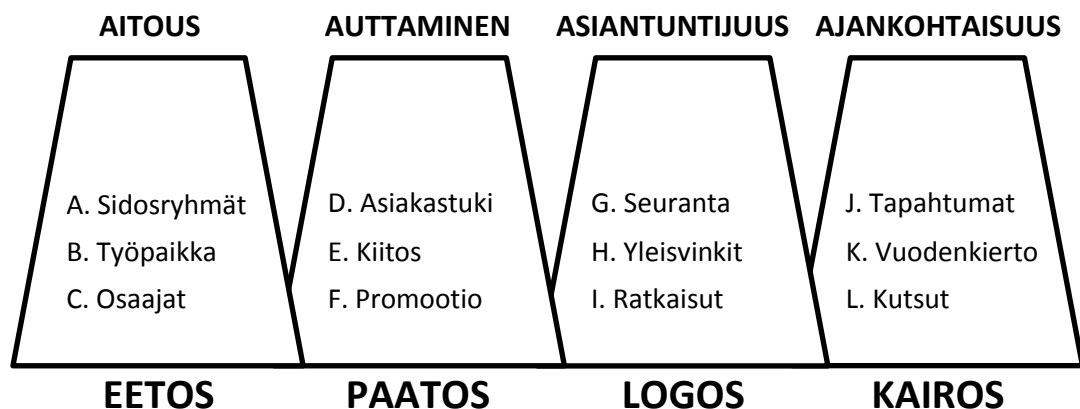 AITOUS
AUTTAMINEN
ASIANTUNTIJUUS
AJANKOHTAISUUS
A. Sidosryhmät
B. Työpaikka
C. Osaajat
D. Asiakastuki
E. Kiitos
F. Promootio
G. Seuranta
H. Yleisvinkit
I. Ratkaisut
J. Tapahtumat
K. Vuodenkierto
L. Kutsut
EETOS
PAATOS
LOGOS
KAIROS